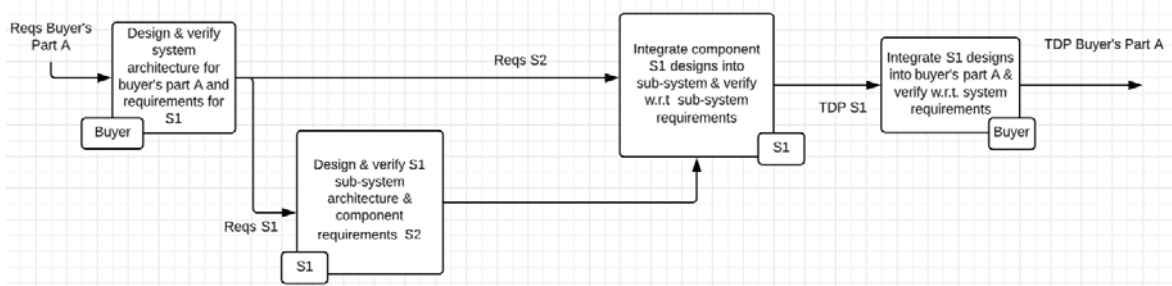 Reqs Buyer's
Part A
Design & verify
system
architecture for
buyer's part A and
requirements for
S1
Buyer
Reqs S2
Integrate component
S1 designs into
sub-system & verify
w.r.t sub-system
requirements
S1
TDP S1
Integrate S1 designs
into buyer's part A &
verify w.r.t. system
requirements
Buyer
TDP Buyer's Part A
Reqs S1
Design & verify S1
sub-system
architecture &
component
requirements S2
S1